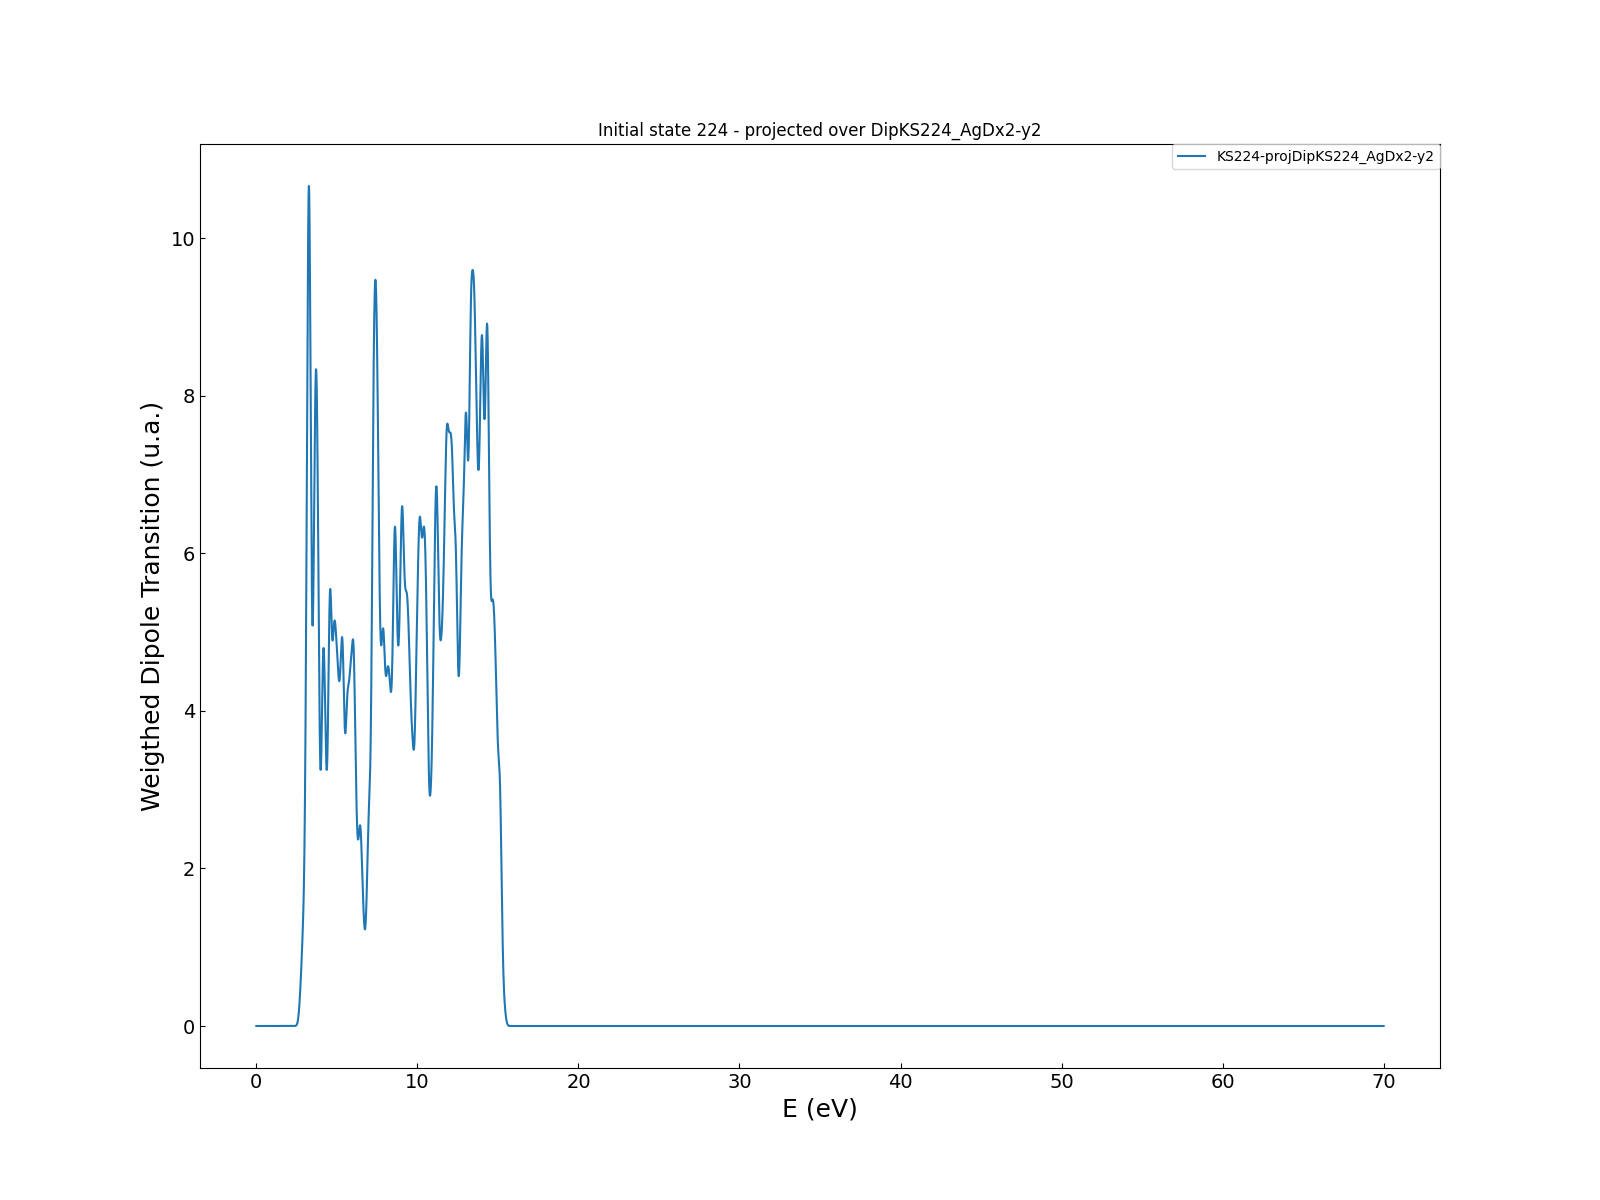 Initial state 224 - projected over DipKS224_AgDx2-y2
KS224-projDipKS224_AgDx2-y2
Weigthed Dipole Transition (u.a.)
10
8
6
4
2
0
0 10 20 30 40 50 60 70
E (eV)